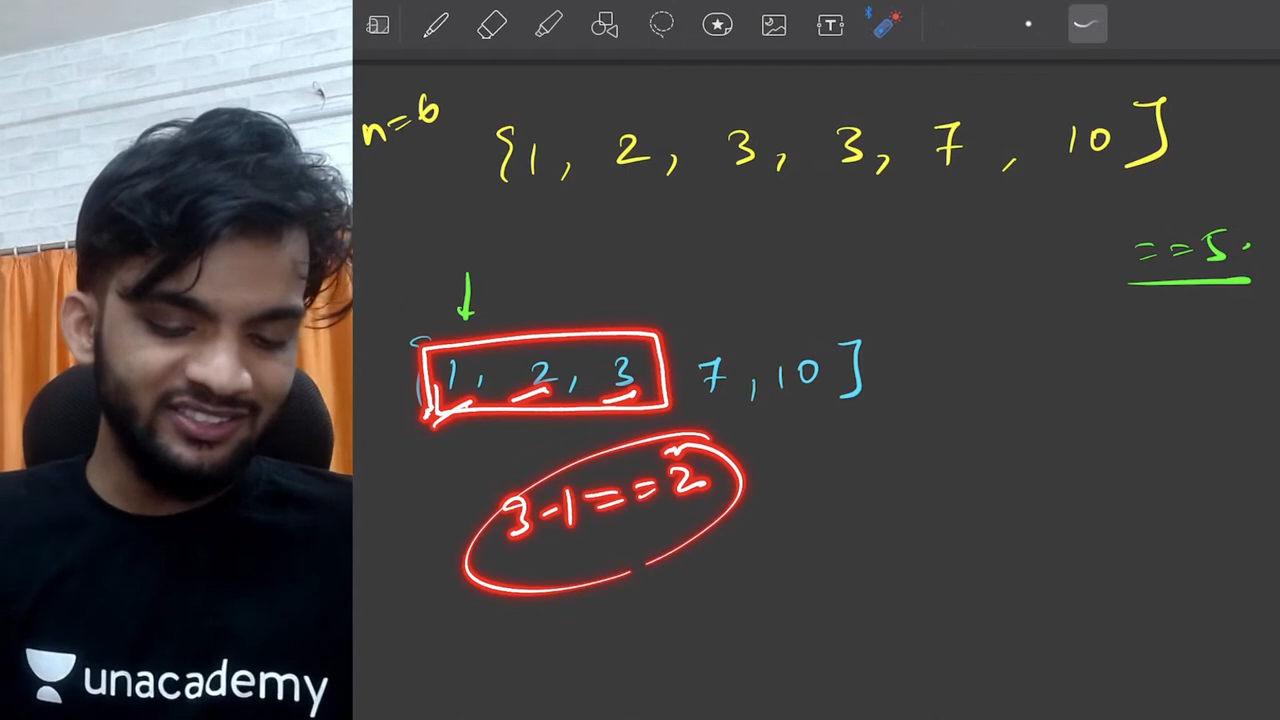 n=6
{1, 2, 3, 3, 7, 10]
==5.
[1, 2, 3 7, 10]
3-1==2
unacademy
T